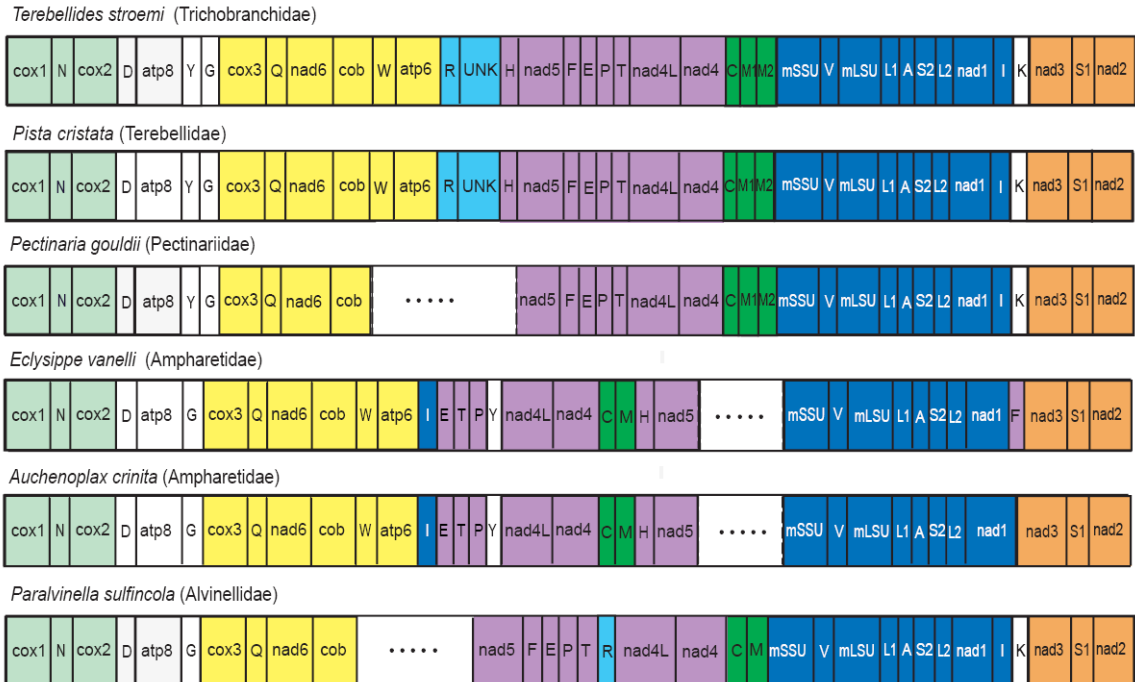 Terebellides stroemi (Trichobranchidae)
cox1 N cox2 D atp8 Y G cox3 Q nad6 cob W atp6 R UNK H nad5 F E P T nad4L nad4 C M1 M2 mSSU V mLSU L1 A S2 L2 nad1 I K nad3 S1 nad2
Pista cristata (Terebellidae)
cox1 N cox2 D atp8 Y G cox3 Q nad6 cob W atp6 R UNK H nad5 F E P T nad4L nad4 C M1 M2 mSSU V mLSU L1 A S2 L2 nad1 I K nad3 S1 nad2
Pectinaria gouldii (Pectinariidae)
cox1 N cox2 D atp8 Y G cox3 Q nad6 cob ..... nad5 F E P T nad4L nad4 C M1 M2 mSSU V mLSU L1 A S2 L2 nad1 I K nad3 S1 nad2
Eclysippe vanelli (Ampharetidae)
cox1 N cox2 D atp8 G cox3 Q nad6 cob W atp6 I E T P Y nad4L nad4 C M H nad5 ..... mSSU V mLSU L1 A S2 L2 nad1 F nad3 S1 nad2
Auchenoplax crinita (Ampharetidae)
cox1 N cox2 D atp8 G cox3 Q nad6 cob W atp6 I E T P Y nad4L nad4 C M H nad5 ..... mSSU V mLSU L1 A S2 L2 nad1 nad3 S1 nad2
Paralvinella sulfincola (Alvinellidae)
cox1 N cox2 D atp8 G cox3 Q nad6 cob ..... nad5 F E P T R nad4L nad4 C M mSSU V mLSU L1 A S2 L2 nad1 I K nad3 S1 nad2